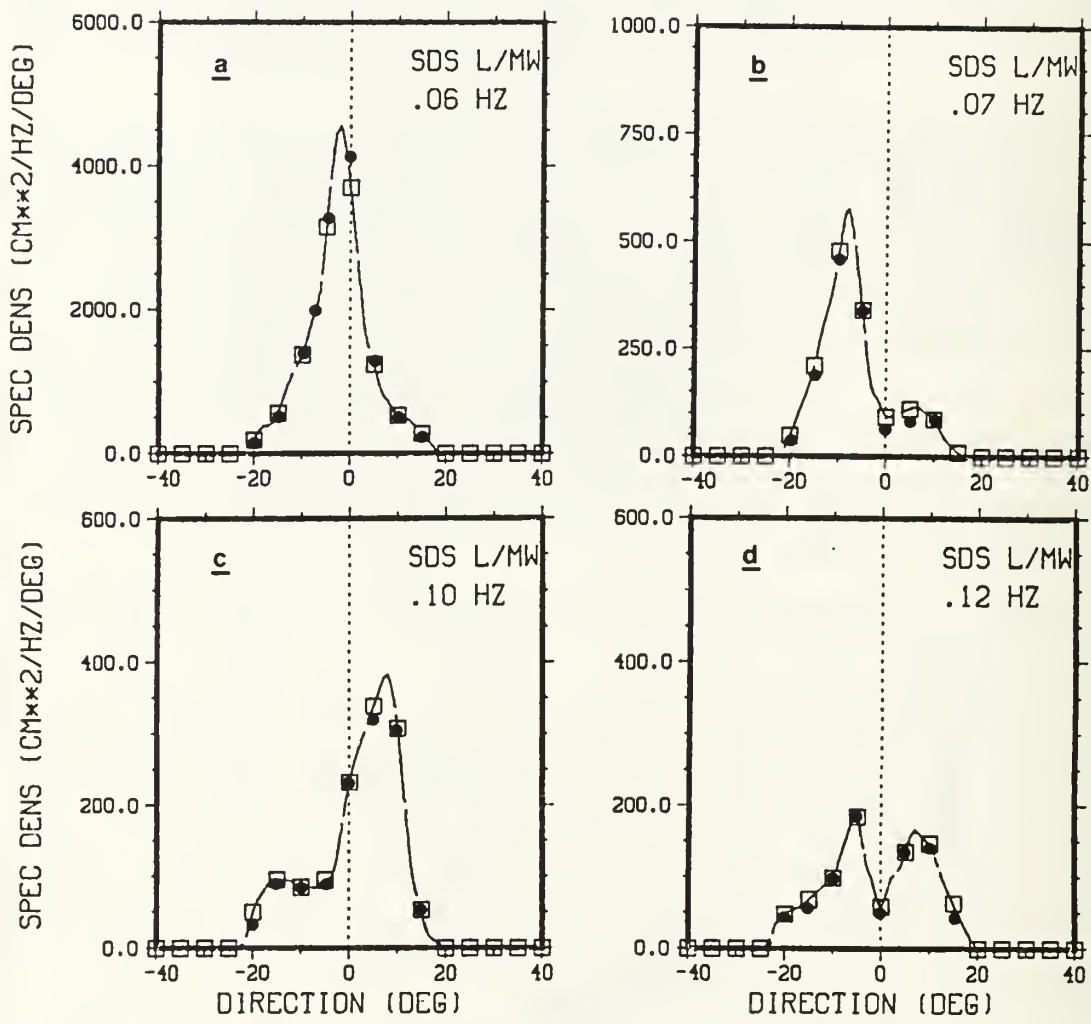 SPEC DENS (CM**2/HZ/DEG)
6000.0
4000.0
2000.0
0.0
a
SDS L/MW
.06 HZ
-40
-20
0
20
40
1000.0
750.0
500.0
250.0
0.0
b
SDS L/MW
.07 HZ
-40
-20
0
20
40
SPEC DENS (CM**2/HZ/DEG)
600.0
400.0
200.0
0.0
c
SDS L/MW
.10 HZ
-40
-20
0
20
40
DIRECTION (DEG)
600.0
400.0
200.0
0.0
d
SDS L/MW
.12 HZ
-40
-20
0
20
40
DIRECTION (DEG)